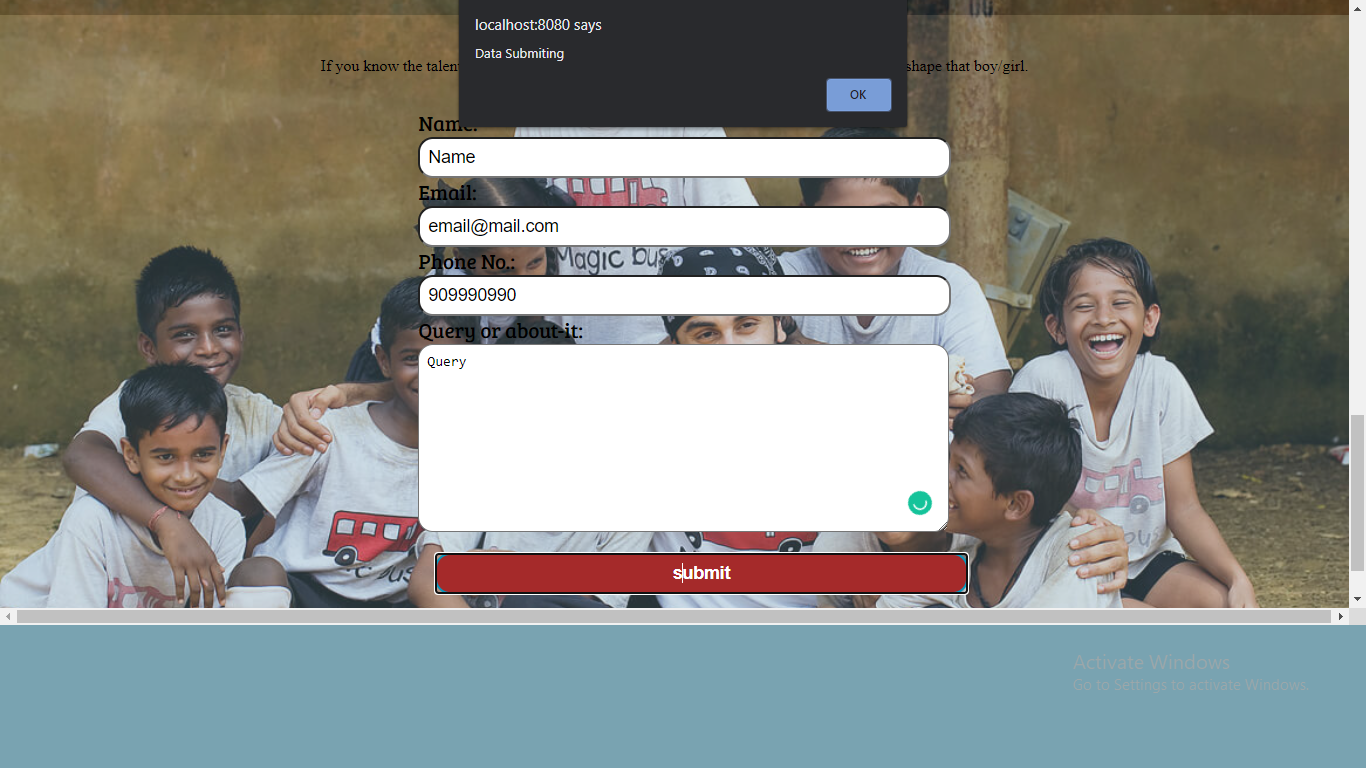 localhost:8080 says
Data Submiting
OK
If you know the talen shape that boy/girl.
Name:
Name
Email:
email@mail.com
Magic bus
Phone No.:
909990990
Query or about-it:
Query
submit
Activate Windows
Go to Settings to activate Windows.